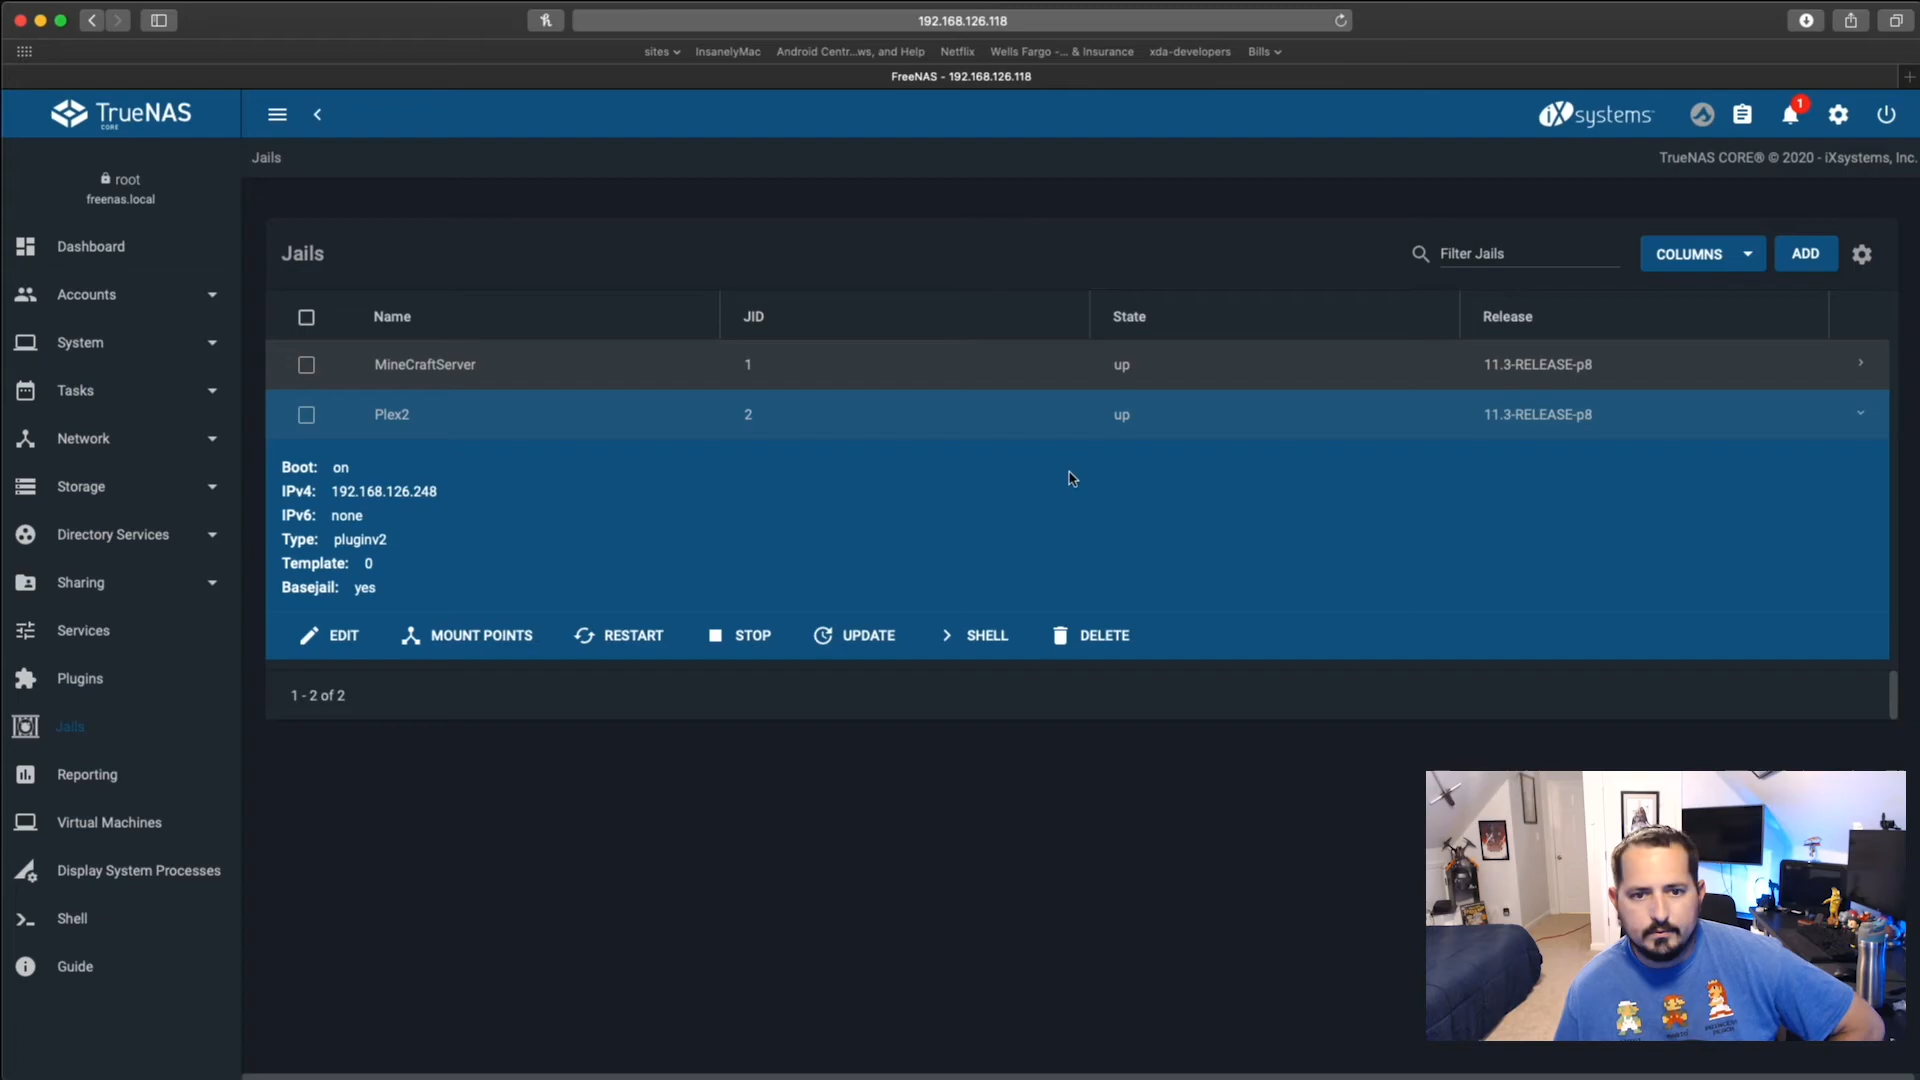 192.168.126.118
sites InsanelyMac Android Centr...ws, and Help Netflix Wells Fargo -... & Insurance xda-developers Bills
FreeNAS - 192.168.126.118
TrueNAS
CORE
iXsystems
1
Jails
TrueNAS CORE® © 2020 - iXsystems, Inc.
root
freenas.local
Dashboard
Accounts
System
Tasks
Network
Storage
Directory Services
Sharing
Services
Plugins
Jails
Reporting
Virtual Machines
Display System Processes
Shell
Guide
Jails
Filter Jails
COLUMNS
ADD
Name JID State Release
MineCraftServer 1 up 11.3-RELEASE-p8
Plex2 2 up 11.3-RELEASE-p8
Boot: on
IPv4: 192.168.126.248
IPv6: none
Type: pluginv2
Template: 0
Basejail: yes
EDIT MOUNT POINTS RESTART STOP UPDATE SHELL DELETE
1 - 2 of 2